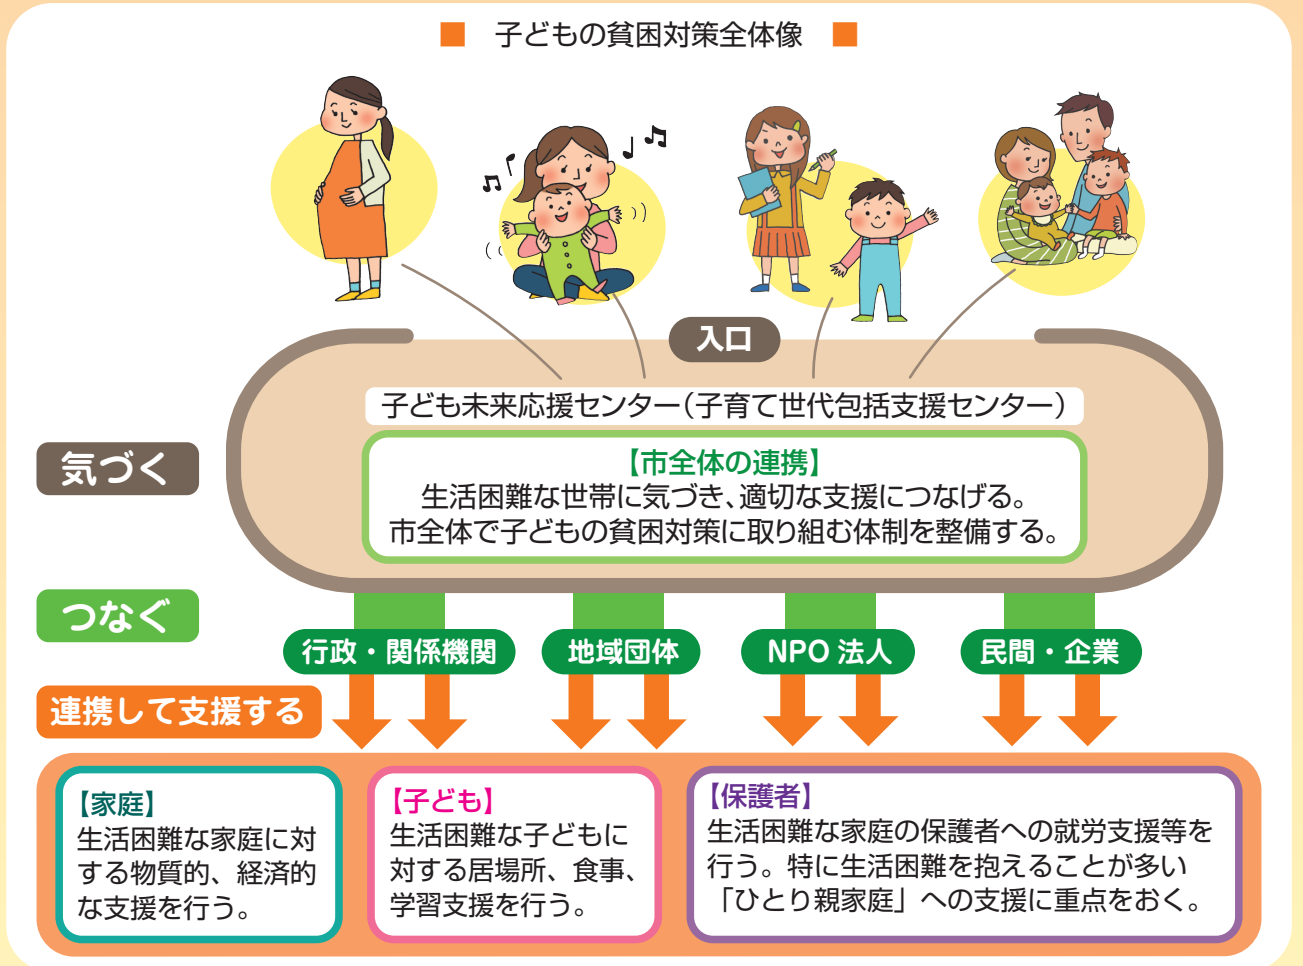 ■ 子どもの貧困対策全体像 ■
入口
子ども未来応援センター（子育て世代包括支援センター）
気づく
【市全体の連携】
生活困難な世帯に気づき、適切な支援につなげる。
市全体で子どもの貧困対策に取り組む体制を整備する。
つなぐ
行政・関係機関
地域団体
NPO 法人
民間・企業
連携して支援する
【家庭】
生活困難な家庭に対
する物質的、経済的
な支援を行う。
【子ども】
生活困難な子どもに
対する居場所、食事、
学習支援を行う。
【保護者】
生活困難な家庭の保護者への就労支援等を
行う。特に生活困難を抱えることが多い
「ひとり親家庭」への支援に重点をおく。